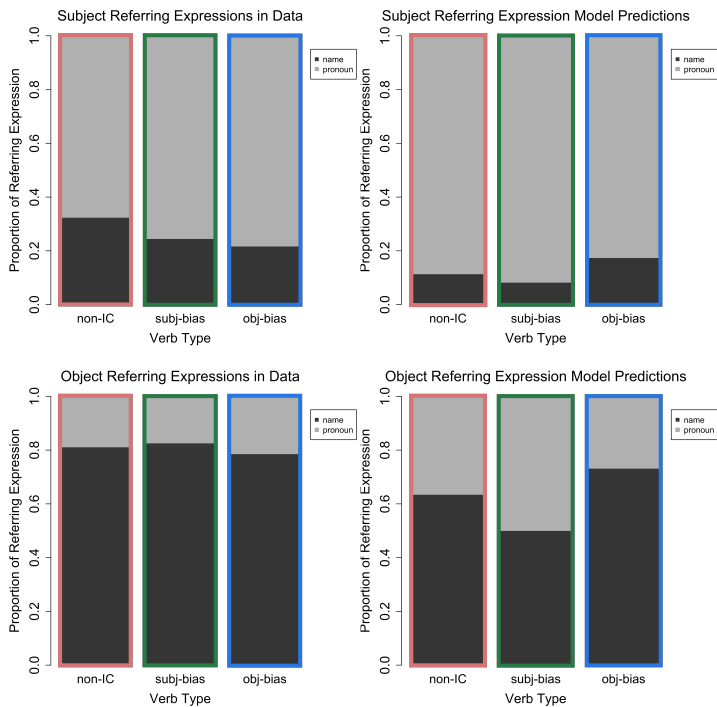 Subject Referring Expressions in Data
Proportion of Referring Expression
0.0 0.2 0.4 0.6 0.8 1.0
name
pronoun
non-IC subj-bias obj-bias
Verb Type
Subject Referring Expression Model Predictions
Proportion of Referring Expression
0.0 0.2 0.4 0.6 0.8 1.0
name
pronoun
non-IC subj-bias obj-bias
Verb Type
Object Referring Expressions in Data
Proportion of Referring Expression
0.0 0.2 0.4 0.6 0.8 1.0
name
pronoun
non-IC subj-bias obj-bias
Verb Type
Object Referring Expression Model Predictions
Proportion of Referring Expression
0.0 0.2 0.4 0.6 0.8 1.0
name
pronoun
non-IC subj-bias obj-bias
Verb Type